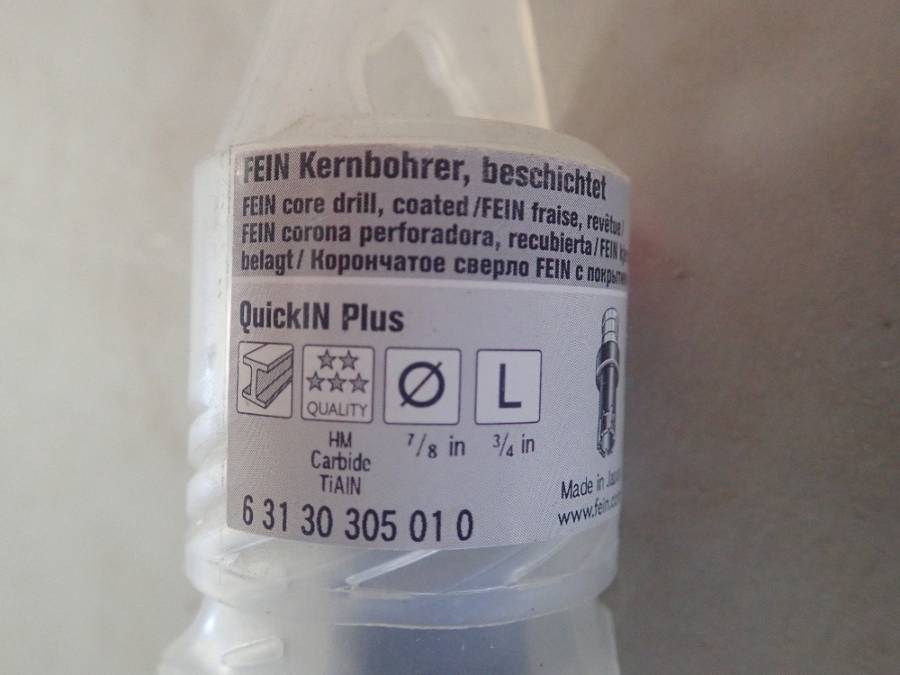 FEIN Kernbohrer, beschichtet
FEIN core drill, coated/FEIN fraise, revêtue/
FEIN corona perforadora, recubierta/FEIN
belagt/Корончатое сверло FEIN с
QuickIN Plus
QUALITY
Ø
L
HM
Carbide
TiAlN
7/8 in
3/4 in
Made in
6 31 30 305 01 0
www.fein.